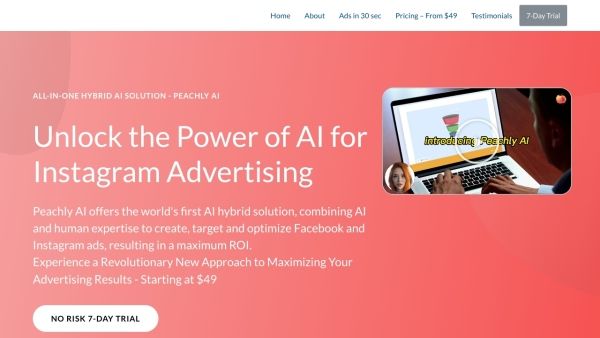 Home About Ads in 30 sec Pricing – From $49 Testimonials 7-Day Trial
ALL-IN-ONE HYBRID AI SOLUTION - PEACHLY AI
Unlock the Power of AI for
Instagram Advertising
Peachly AI offers the world's first AI hybrid solution, combining AI
and human expertise to create, target and optimize Facebook and
Instagram ads, resulting in a maximum ROI.
Experience a Revolutionary New Approach to Maximizing Your
Advertising Results - Starting at $49
NO RISK 7-DAY TRIAL
Introducing Peachly AI